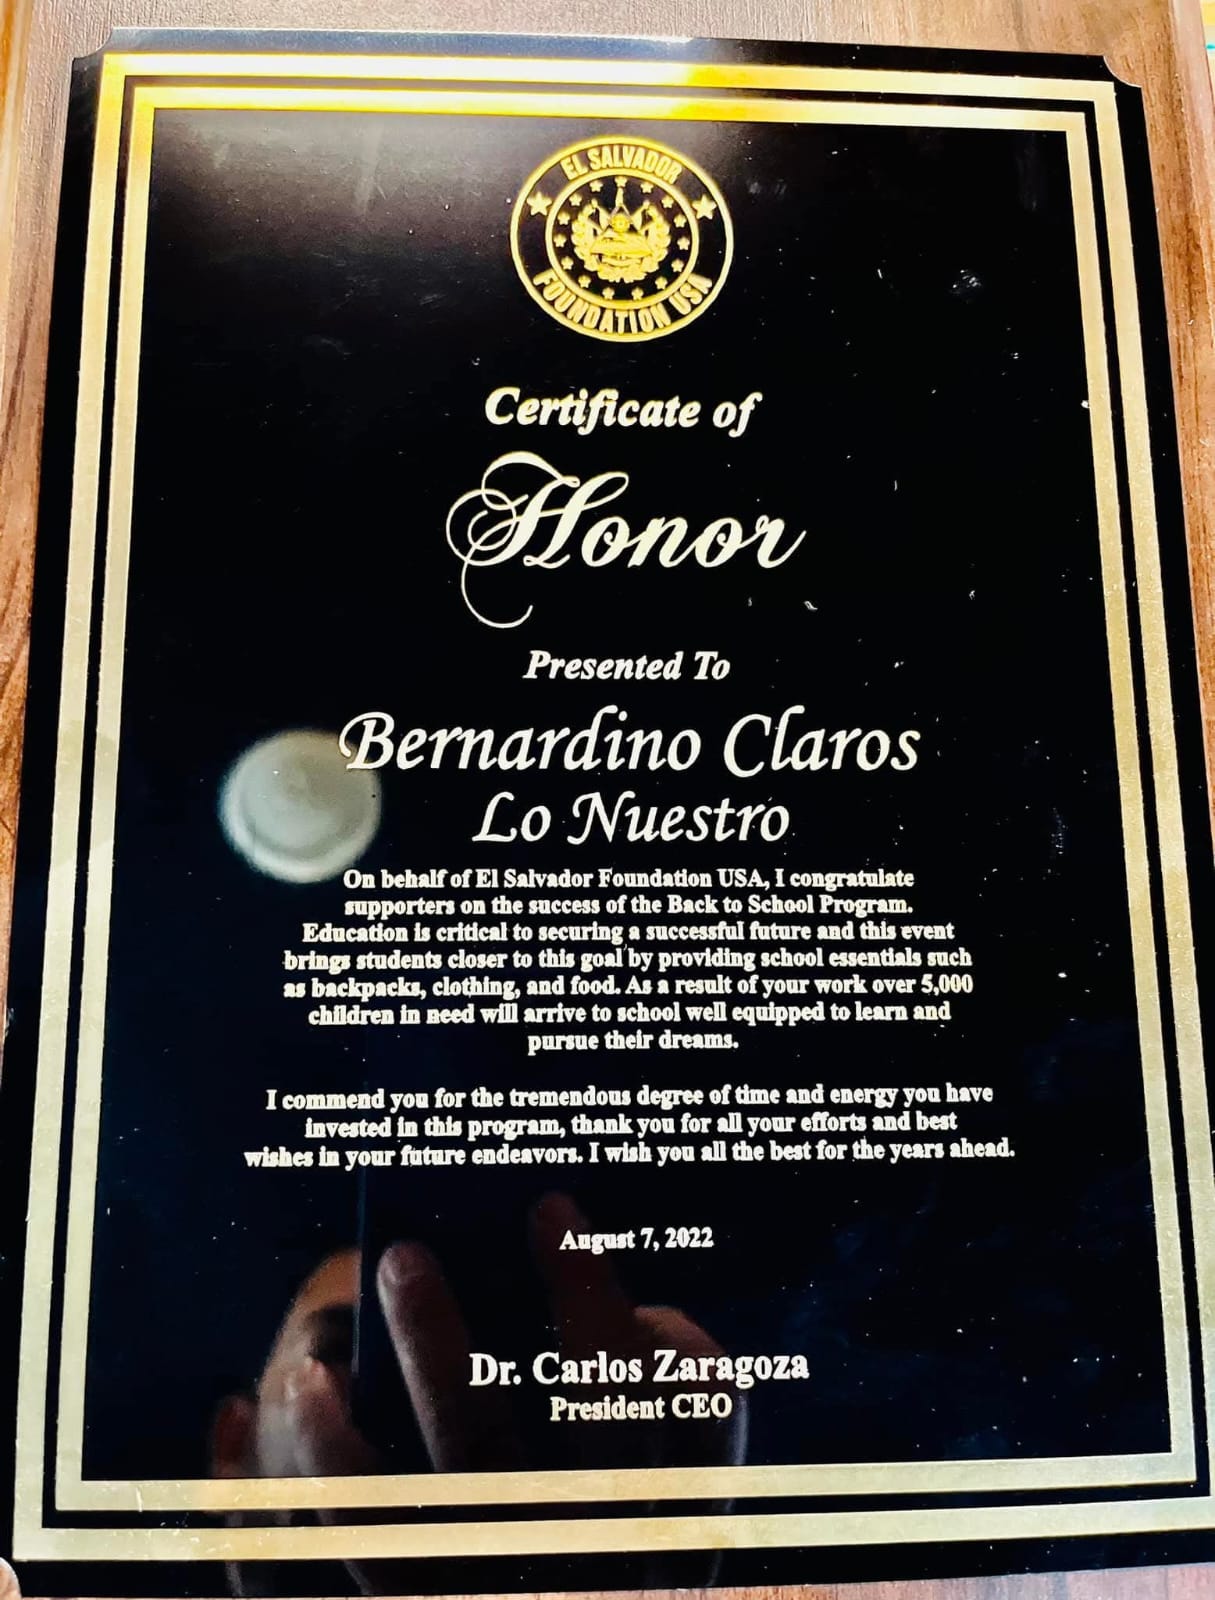 EL SALVADOR
FOUNDATION USA
Certificate of
Honor
Presented To
Bernardino Claros
Lo Nuestro
On behalf of El Salvador Foundation USA, I congratulate
supporters on the success of the Back to School Program.
Education is critical to securing a successful future and this event
brings students closer to this goal by providing school essentials such
as backpacks, clothing, and food. As a result of your work over 5,000
children in need will arrive to school well equipped to learn and
pursue their dreams.
I commend you for the tremendous degree of time and energy you have
invested in this program, thank you for all your efforts and best
wishes in your future endeavors. I wish you all the best for the years ahead.
August 7, 2022
Dr. Carlos Zaragoza
President CEO